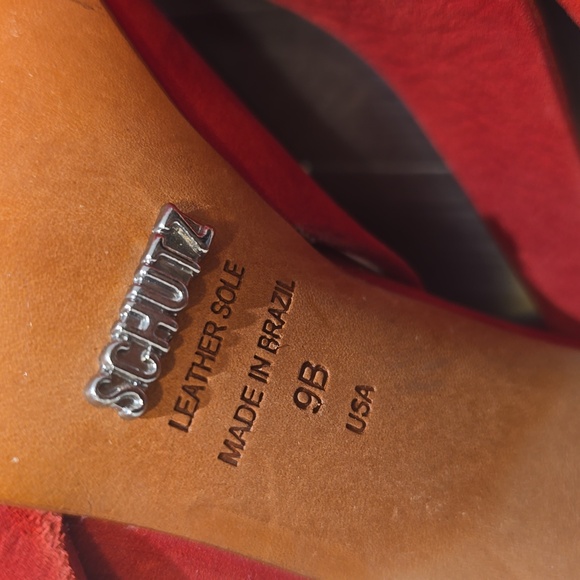 SCHUTZ
LEATHER SOLE
MADE IN BRAZIL
9B
USA